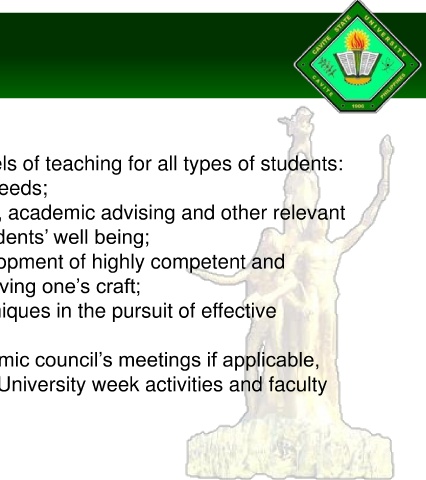 CAVITE STATE UNIVERSITY
CAVITE
PHILIPPINES
1906
els of teaching for all types of students:
eeds;
, academic advising and other relevant
dents' well being;
opment of highly competent and
ving one's craft;
iques in the pursuit of effective
mic council's meetings if applicable,
University week activities and faculty